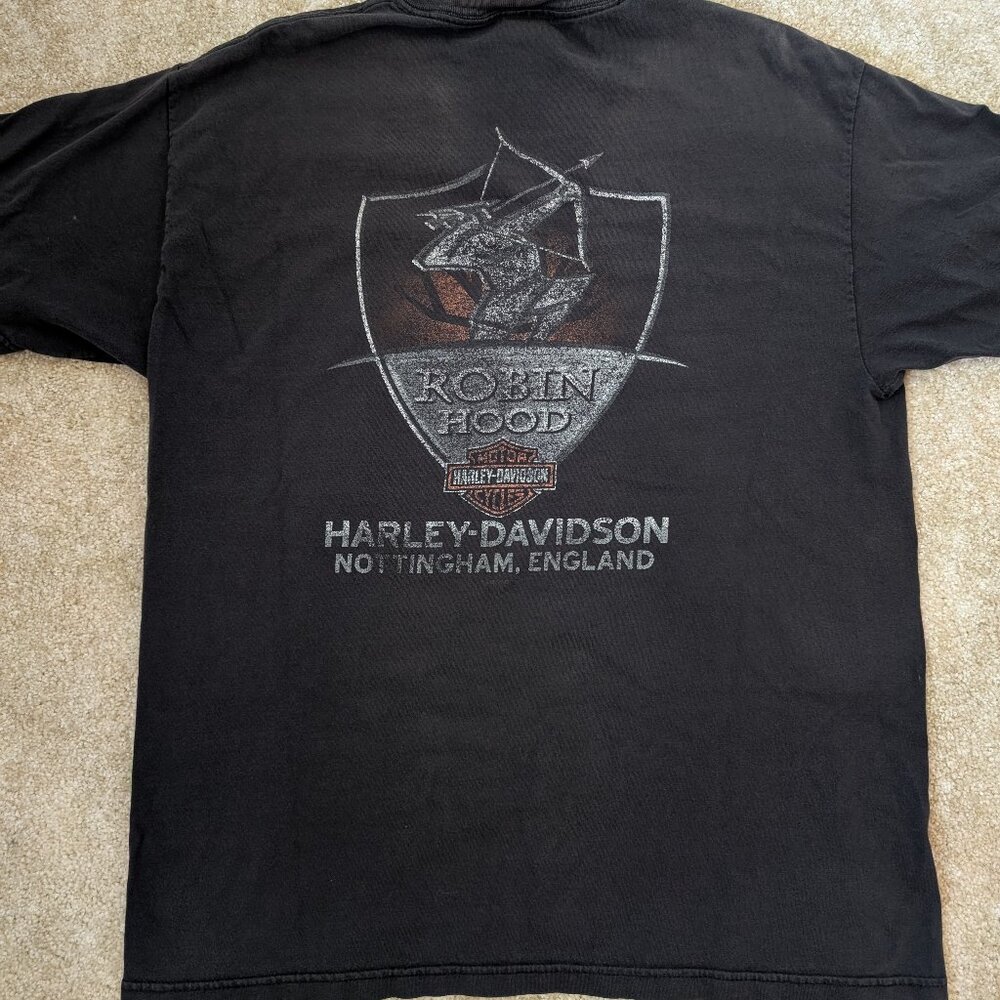 ROBIN
HOOD
MOTOR
HARLEY-DAVIDSON
CYCLES
HARLEY-DAVIDSON
NOTTINGHAM, ENGLAND